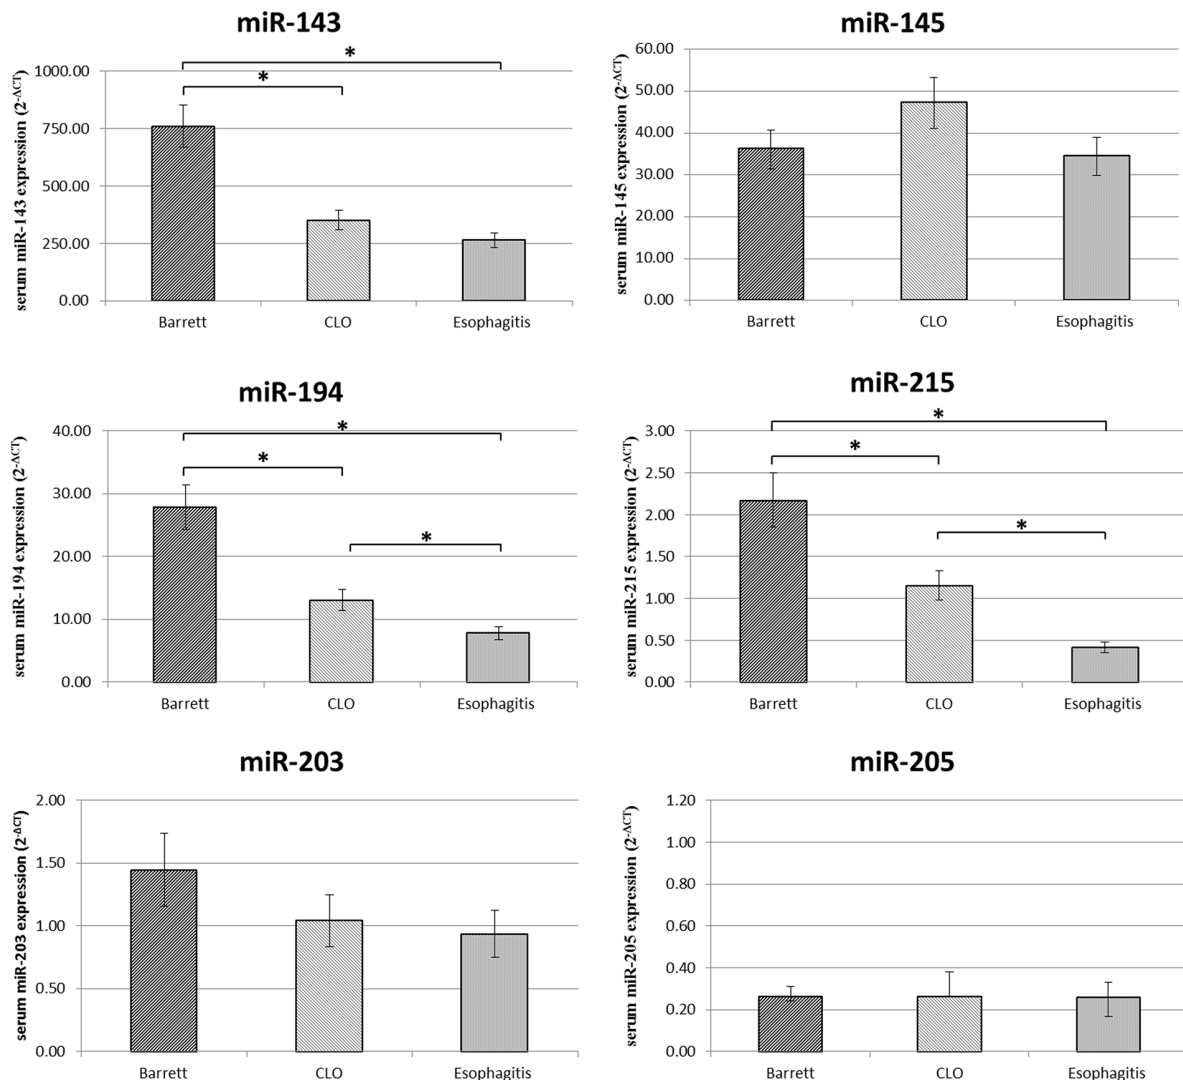 miR-143
*
*
serum miR-143 expression (2-ΔCT)
1000.00
750.00
500.00
250.00
0.00
Barrett CLO Esophagitis
miR-145
serum miR-145 expression (2-ΔCT)
60.00
50.00
40.00
30.00
20.00
10.00
0.00
Barrett CLO Esophagitis
miR-194
*
*
*
serum miR-194 expression (2-ΔCT)
40.00
30.00
20.00
10.00
0.00
Barrett CLO Esophagitis
miR-215
*
*
*
serum miR-215 expression (2-ΔCT)
3.00
2.50
2.00
1.50
1.00
0.50
0.00
Barrett CLO Esophagitis
miR-203
serum miR-203 expression (2-ΔCT)
2.00
1.50
1.00
0.50
0.00
Barrett CLO Esophagitis
miR-205
serum miR-205 expression (2-ΔCT)
1.20
1.00
0.80
0.60
0.40
0.20
0.00
Barrett CLO Esophagitis